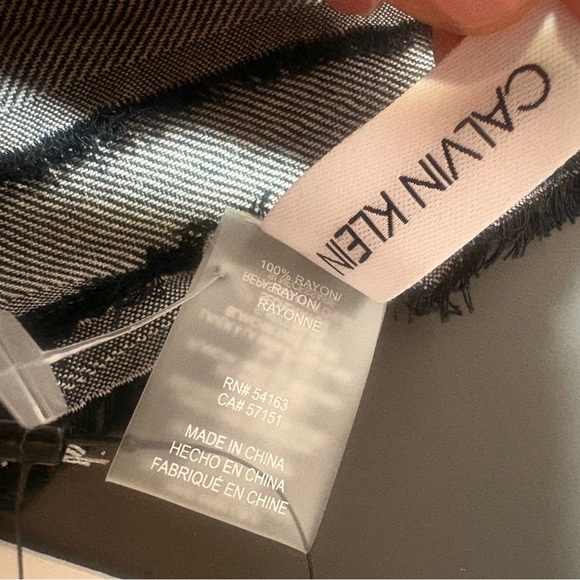 CALVIN KLEIN
100% RAYON/
RAYON/
RAYONNE
RN# 54163
CA# 57151
MADE IN CHINA
HECHO EN CHINA
FABRIQUÉ EN CHINE